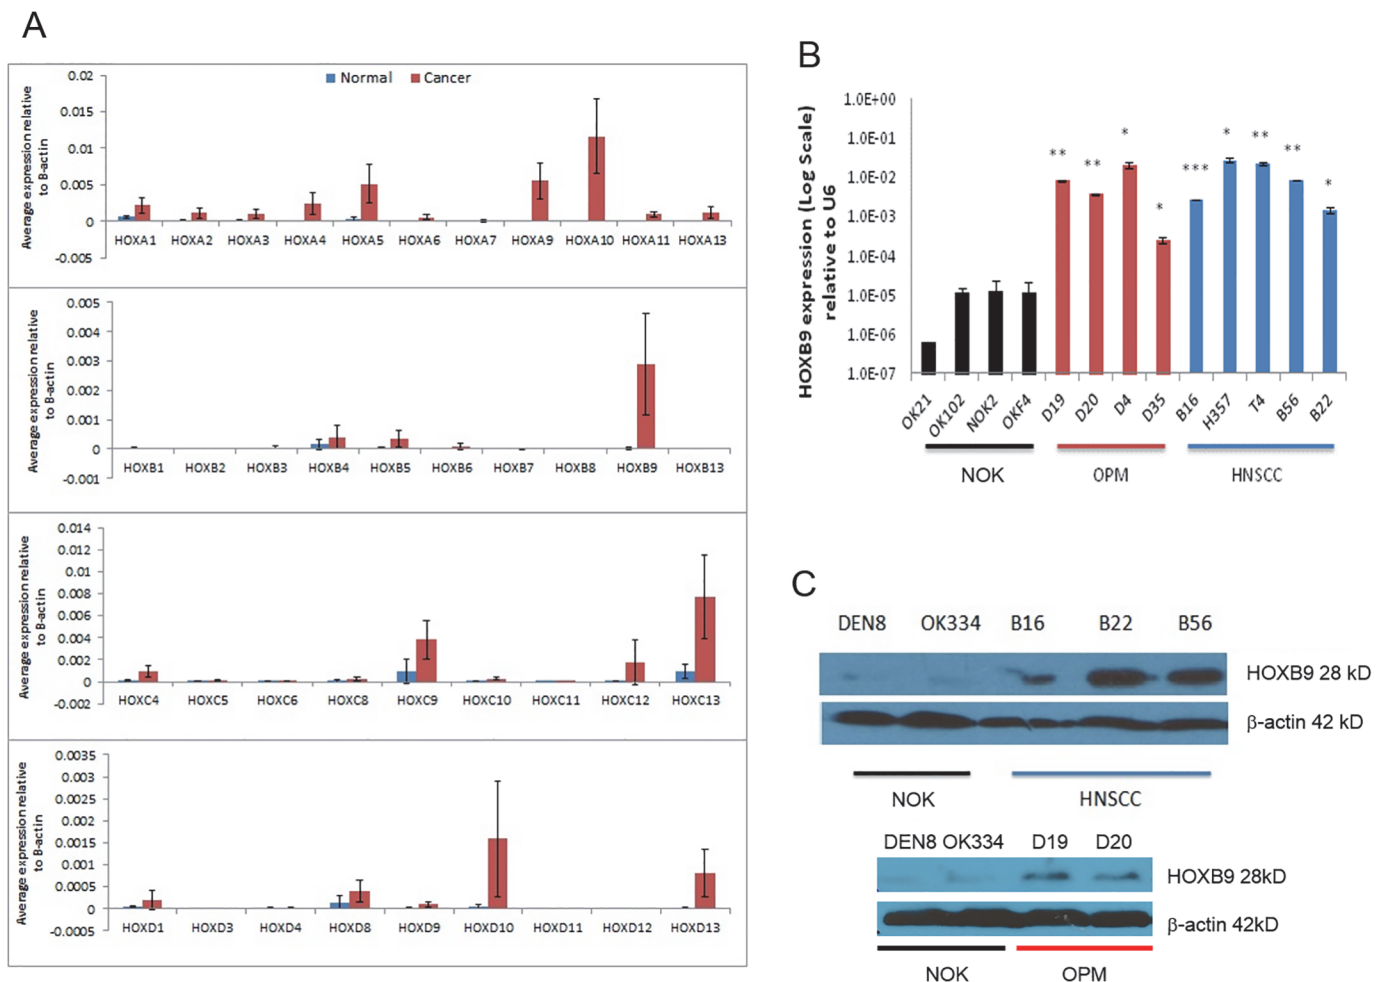 A
Normal Cancer
Average expression relative
to B-actin
0.02
0.015
0.01
0.005
0
-0.005
HOXA1 HOXA2 HOXA3 HOXA4 HOXA5 HOXA6 HOXA7 HOXA9 HOXA10 HOXA11 HOXA13
Average expression relative
to B-actin
0.005
0.004
0.003
0.002
0.001
0
-0.001
HOXB1 HOXB2 HOXB3 HOXB4 HOXB5 HOXB6 HOXB7 HOXB8 HOXB9 HOXB13
Average expression relative
to B-actin
0.014
0.012
0.01
0.008
0.006
0.004
0.002
0
-0.002
HOXC4 HOXC5 HOXC6 HOXC8 HOXC9 HOXC10 HOXC11 HOXC12 HOXC13
Average expression relative
to B-actin
0.0035
0.003
0.0025
0.002
0.0015
0.001
0.0005
0
-0.0005
HOXD1 HOXD3 HOXD4 HOXD8 HOXD9 HOXD10 HOXD11 HOXD12 HOXD13
B
HOXB9 expression (Log Scale)
relative to U6
1.0E+00
1.0E-01
1.0E-02
1.0E-03
1.0E-04
1.0E-05
1.0E-06
1.0E-07
** ** * * *** * ** ** *
OK21 OK102 NOK2 OKF4 D19 D20 D4 D35 B16 H357 T4 B56 B22
NOK OPM HNSCC
C
DEN8 OK334 B16 B22 B56
HOXB9 28 kD
β-actin 42 kD
NOK HNSCC
DEN8 OK334 D19 D20
HOXB9 28kD
β-actin 42kD
NOK OPM